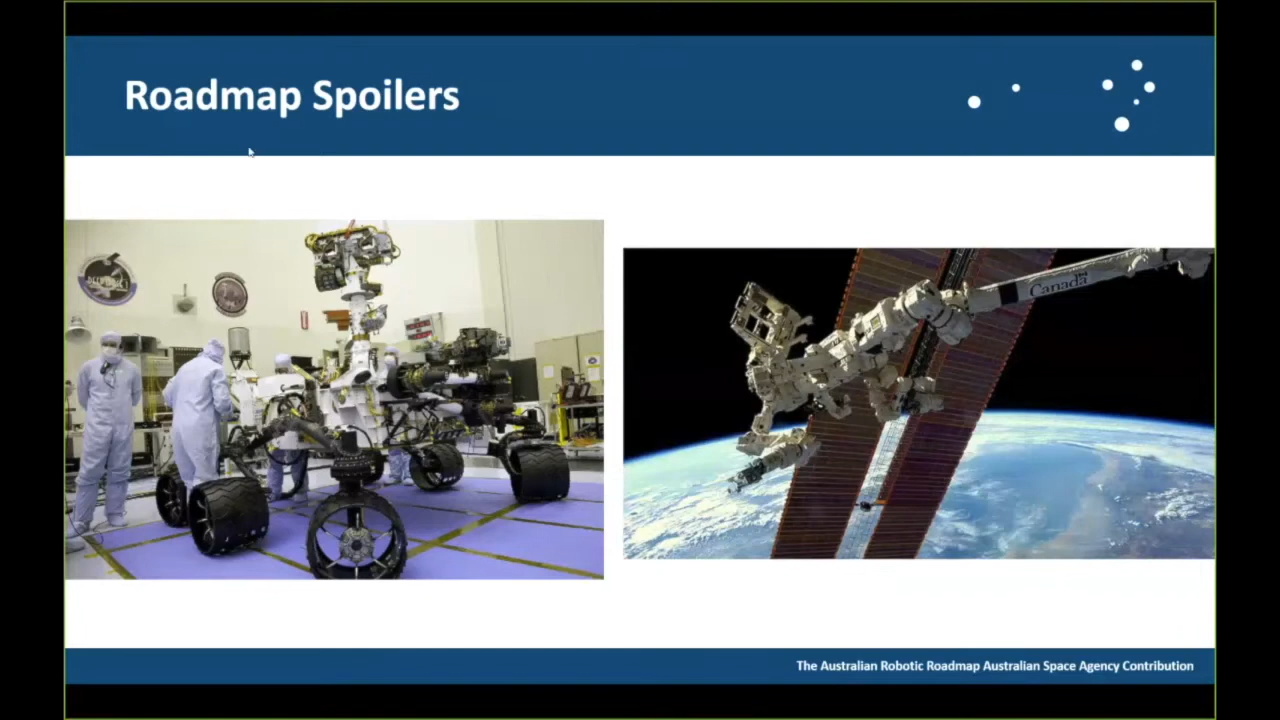 Roadmap Spoilers
Canada
The Australian Robotic Roadmap Australian Space Agency Contribution